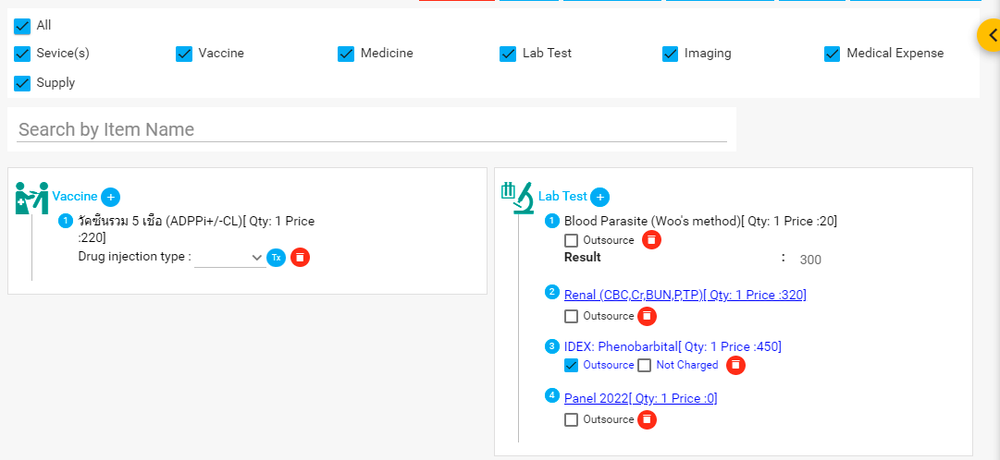 All
Sevice(s) Vaccine Medicine Lab Test Imaging Medical Expense
Supply
Search by Item Name
Vaccine +
1 วัคซีนรวม 5 เชื้อ (ADPPi+/-CL)[ Qty: 1 Price
:220]
Drug injection type : Tx
Lab Test +
1 Blood Parasite (Woo's method)[ Qty: 1 Price :20]
Outsource
Result : 300
2 Renal (CBC,Cr,BUN,P,TP)[ Qty: 1 Price :320]
Outsource
3 IDEX: Phenobarbital[ Qty: 1 Price :450]
Outsource Not Charged
4 Panel 2022[ Qty: 1 Price :0]
Outsource